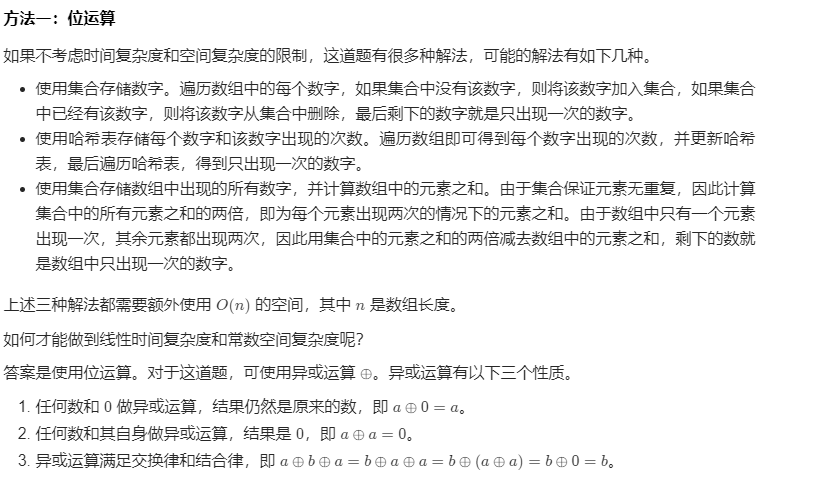 方法一：位运算
如果不考虑时间复杂度和空间复杂度的限制，这道题有很多种解法，可能的解法有如下几种。
• 使用集合存储数字。遍历数组中的每个数字，如果集合中没有该数字，则将该数字加入集合，如果集合
中已经有该数字，则将该数字从集合中删除，最后剩下的数字就是只出现一次的数字。
• 使用哈希表存储每个数字和该数字出现的次数。遍历数组即可得到每个数字出现的次数，并更新哈希
表，最后遍历哈希表，得到只出现一次的数字。
• 使用集合存储数组中出现的所有数字，并计算数组中的元素之和。由于集合保证元素无重复，因此计算
集合中的所有元素之和的两倍，即为每个元素出现两次的情况下的元素之和。由于数组中只有一个元素
出现一次，其余元素都出现两次，因此用集合中的元素之和的两倍减去数组中的元素之和，剩下的数就
是数组中只出现一次的数字。
上述三种解法都需要额外使用 O(n) 的空间，其中 n 是数组长度。
如何才能做到线性时间复杂度和常数空间复杂度呢？
答案是使用位运算。对于这道题，可使用异或运算 ⊕。异或运算有以下三个性质。
1. 任何数和 0 做异或运算，结果仍然是原来的数，即 a ⊕ 0 = a。
2. 任何数和其自身做异或运算，结果是 0，即 a ⊕ a = 0。
3. 异或运算满足交换律和结合律，即 a ⊕ b ⊕ a = b ⊕ a ⊕ a = b ⊕ (a ⊕ a) = b ⊕ 0 = b。